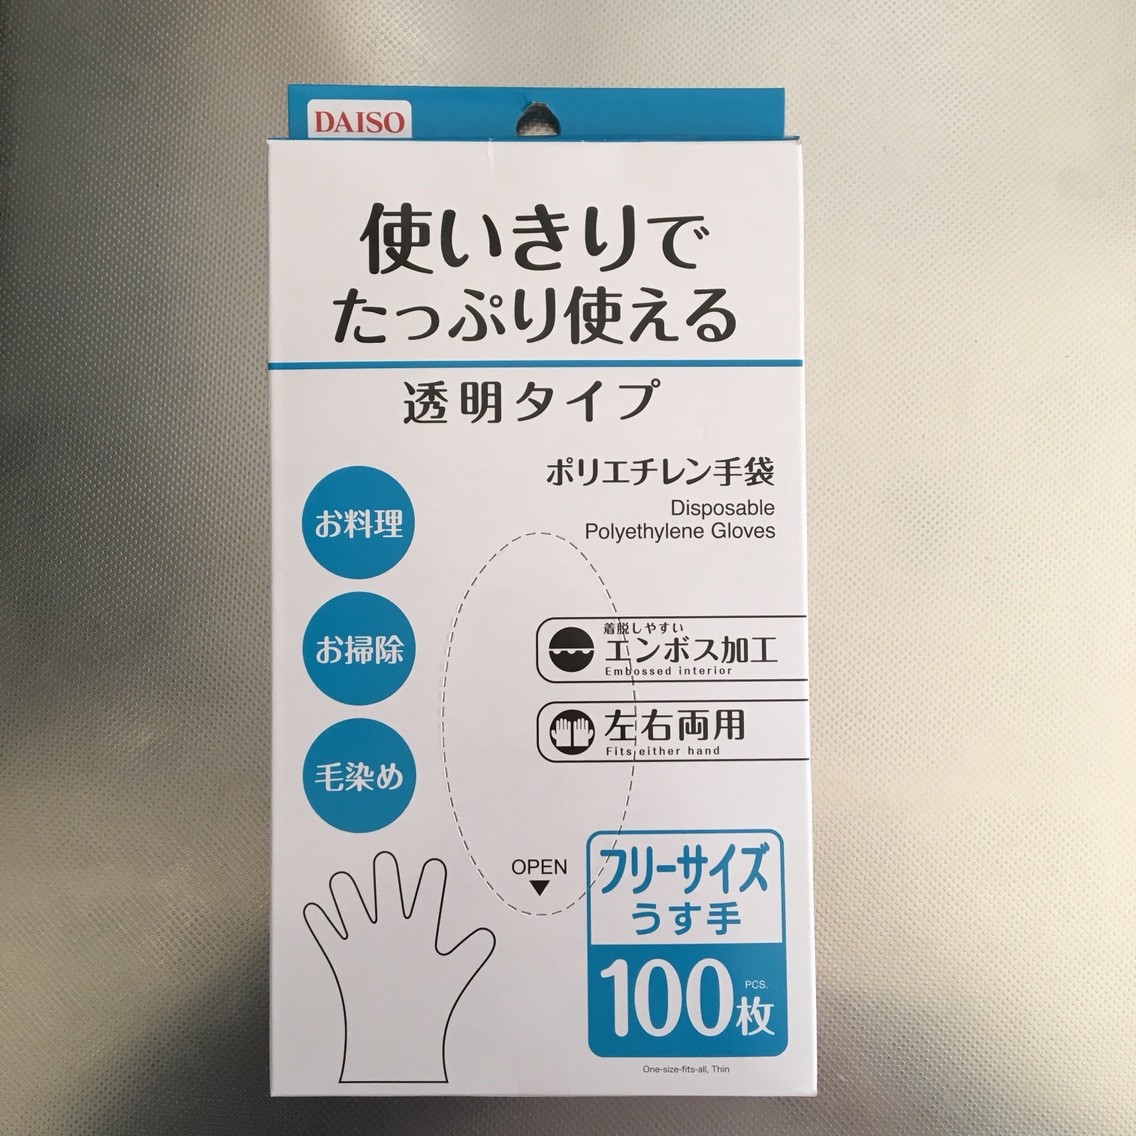 DAISO
使いきりで
たっぷり使える
透明タイプ
ポリエチレン手袋
Disposable
Polyethylene Gloves
お料理
お掃除
毛染め
着脱しやすい
エンボス加工
Embossed interior
左右両用
Fits either hand
OPEN
フリーサイズ
うす手
100枚
PCS.
One-size-fits-all, Thin